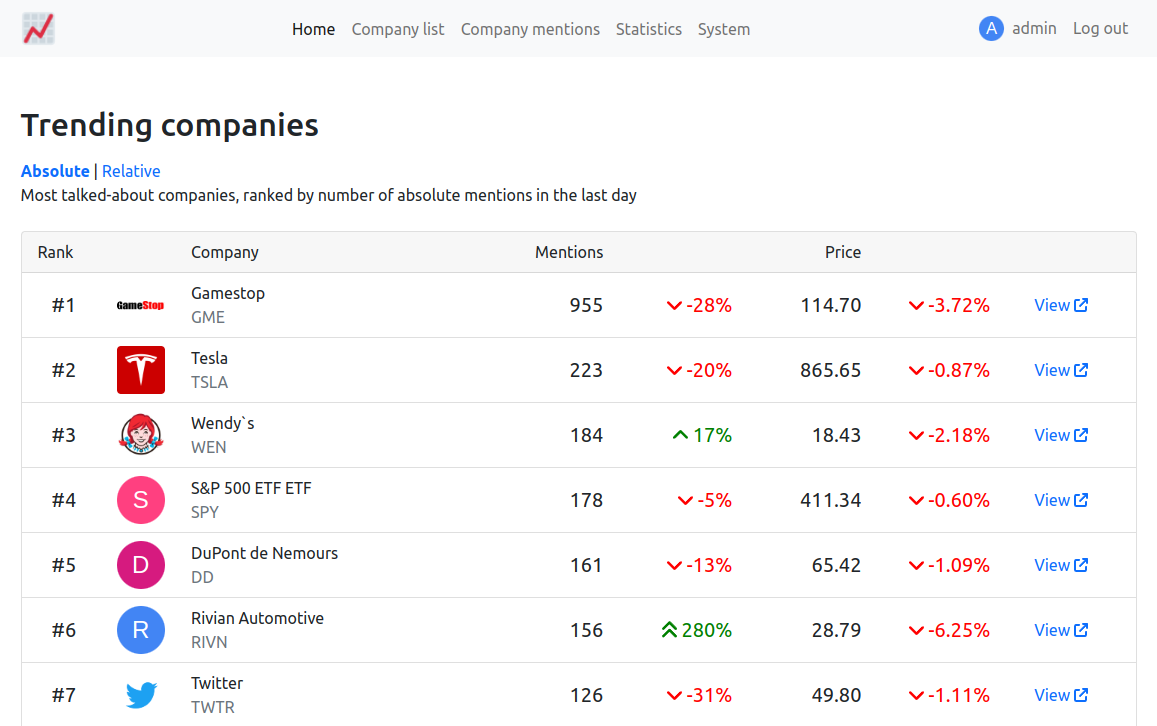 Home Company list Company mentions Statistics System A admin Log out
Trending companies
Absolute | Relative
Most talked-about companies, ranked by number of absolute mentions in the last day
Rank Company Mentions Price
#1 GameStop Gamestop 955 -28% 114.70 -3.72% View
GME
#2 Tesla 223 -20% 865.65 -0.87% View
TSLA
#3 Wendy`s 184 17% 18.43 -2.18% View
WEN
#4 S S&P 500 ETF ETF 178 -5% 411.34 -0.60% View
SPY
#5 D DuPont de Nemours 161 -13% 65.42 -1.09% View
DD
#6 R Rivian Automotive 156 280% 28.79 -6.25% View
RIVN
#7 Twitter 126 -31% 49.80 -1.11% View
TWTR